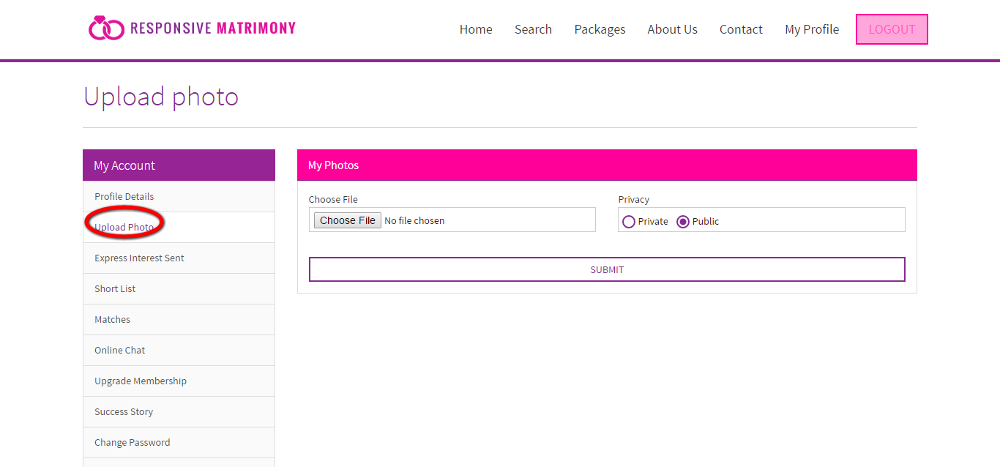 RESPONSIVE MATRIMONY
Home Search Packages About Us Contact My Profile LOGOUT
Upload photo
My Account
Profile Details
Upload Photo
Express Interest Sent
Short List
Matches
Online Chat
Upgrade Membership
Success Story
Change Password
My Photos
Choose File
Choose File No file chosen
Privacy
Private Public
SUBMIT